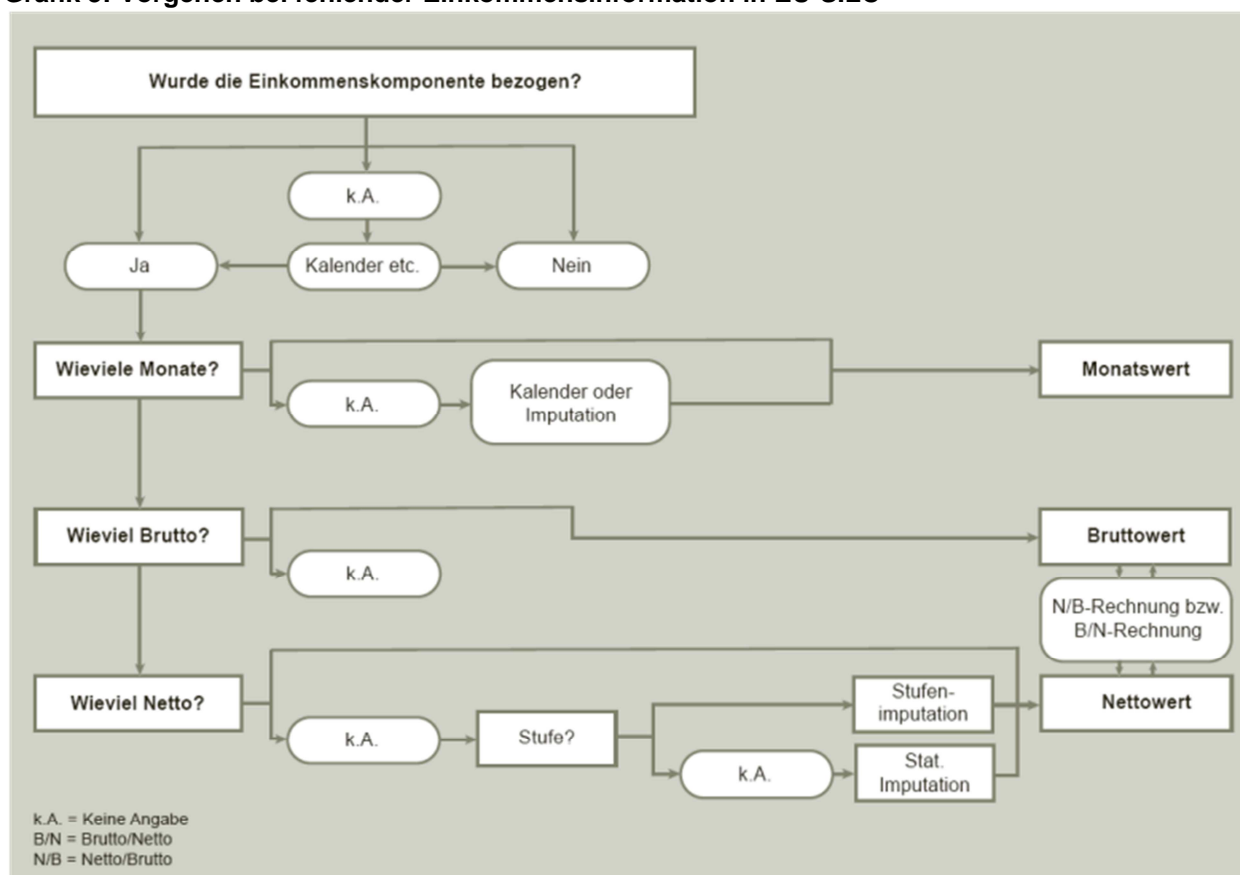 Wurde die Einkommenskomponente bezogen?
k.A.
Ja
Kalender etc.
Nein
Wieviele Monate?
k.A.
Kalender oder
Imputation
Monatswert
Wieviel Brutto?
k.A.
Bruttowert
N/B-Rechnung bzw.
B/N-Rechnung
Wieviel Netto?
k.A.
Stufe?
Stufen-
imputation
k.A.
Stat.
Imputation
Nettowert
k.A. = Keine Angabe
B/N = Brutto/Netto
N/B = Netto/Brutto